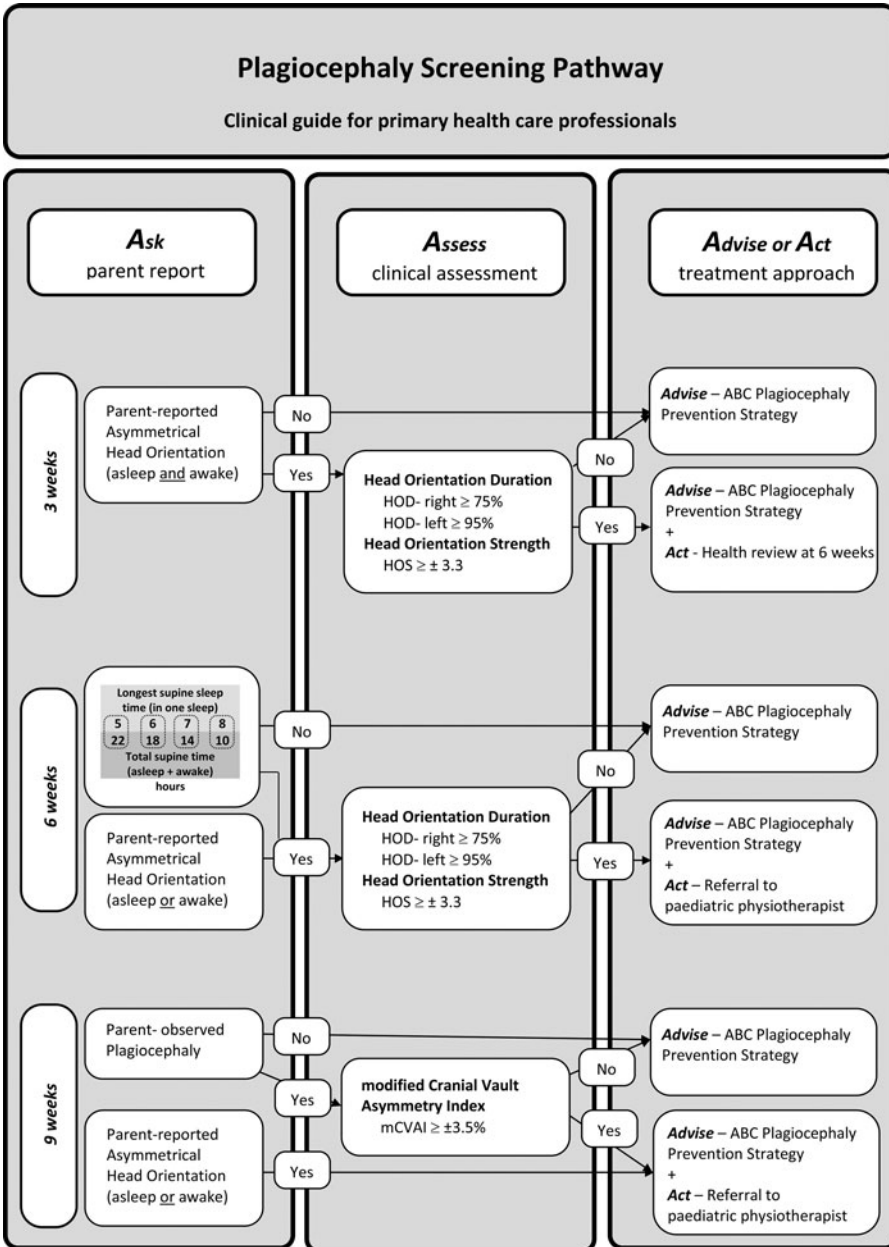 Plagiocephaly Screening Pathway
Clinical guide for primary health care professionals
Ask
parent report
Assess
clinical assessment
Advise or Act
treatment approach
3 weeks
Parent-reported
Asymmetrical
Head Orientation
(asleep and awake)
No
Yes
Head Orientation Duration
HOD- right ≥ 75%
HOD- left ≥ 95%
Head Orientation Strength
HOS ≥ ± 3.3
No
Yes
Advise – ABC Plagiocephaly
Prevention Strategy
Advise – ABC Plagiocephaly
Prevention Strategy
+
Act - Health review at 6 weeks
6 weeks
Longest supine sleep
time (in one sleep)
5 6 7 8
22 18 14 10
Total supine time
(asleep + awake)
hours
Parent-reported
Asymmetrical
Head Orientation
(asleep or awake)
No
Yes
Head Orientation Duration
HOD- right ≥ 75%
HOD- left ≥ 95%
Head Orientation Strength
HOS ≥ ± 3.3
No
Yes
Advise – ABC Plagiocephaly
Prevention Strategy
Advise – ABC Plagiocephaly
Prevention Strategy
+
Act – Referral to
paediatric physiotherapist
9 weeks
Parent- observed
Plagiocephaly
Parent-reported
Asymmetrical
Head Orientation
(asleep or awake)
No
Yes
Yes
modified Cranial Vault
Asymmetry Index
mCVAI ≥ ±3.5%
No
Yes
Advise – ABC Plagiocephaly
Prevention Strategy
Advise – ABC Plagiocephaly
Prevention Strategy
+
Act – Referral to
paediatric physiotherapist